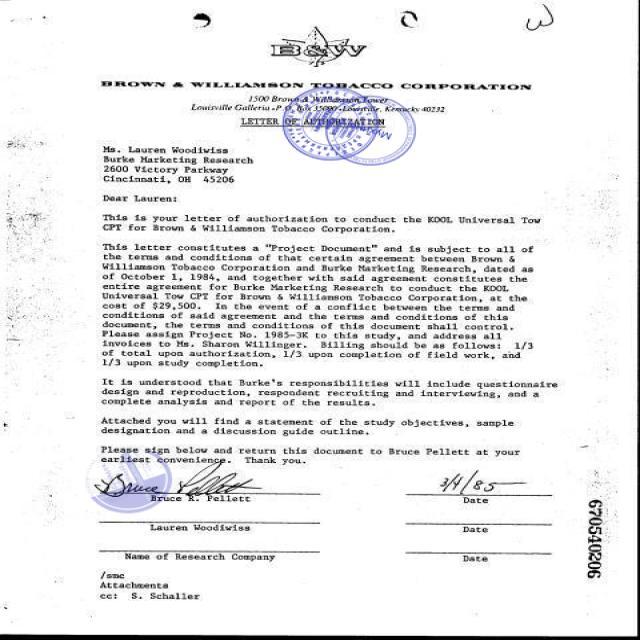 B&W
BROWN & WILLIAMSON TOBACCO CORPORATION
1500 Brown & Williamson Tower
Louisville Galleria • P.O. Box 35090 • Louisville, Kentucky 40232
LETTER OF AUTHORIZATION
Ms. Lauren Woodiwiss
Burke Marketing Research
2600 Victory Parkway
Cincinnati, OH 45206
Dear Lauren:
This is your letter of authorization to conduct the KOOL Universal Tow
CPT for Brown & Williamson Tobacco Corporation.
This letter constitutes a "Project Document" and is subject to all of
the terms and conditions of that certain agreement between Brown &
Williamson Tobacco Corporation and Burke Marketing Research, dated as
of October 1, 1984, and together with said agreement constitutes the
entire agreement for Burke Marketing Research to conduct the KOOL
Universal Tow CPT for Brown & Williamson Tobacco Corporation, at the
cost of $29,500. In the event of a conflict between the terms and
conditions of said agreement and the terms and conditions of this
document, the terms and conditions of this document shall control.
Please assign Project No. 1985-3K to this study, and address all
invoices to Ms. Sharon Willinger. Billing should be as follows: 1/3
of total upon authorization, 1/3 upon completion of field work, and
1/3 upon study completion.
It is understood that Burke's responsibilities will include questionnaire
design and reproduction, respondent recruiting and interviewing, and a
complete analysis and report of the results.
Attached you will find a statement of the study objectives, sample
designation and a discussion guide outline.
Please sign below and return this document to Bruce Pellett at your
earliest convenience. Thank you.
Bruce Pellett 3/4/85
Bruce R. Pellett Date
Lauren Woodiwiss Date
Name of Research Company Date
/smc
Attachments
cc: S. Schaller
670540206